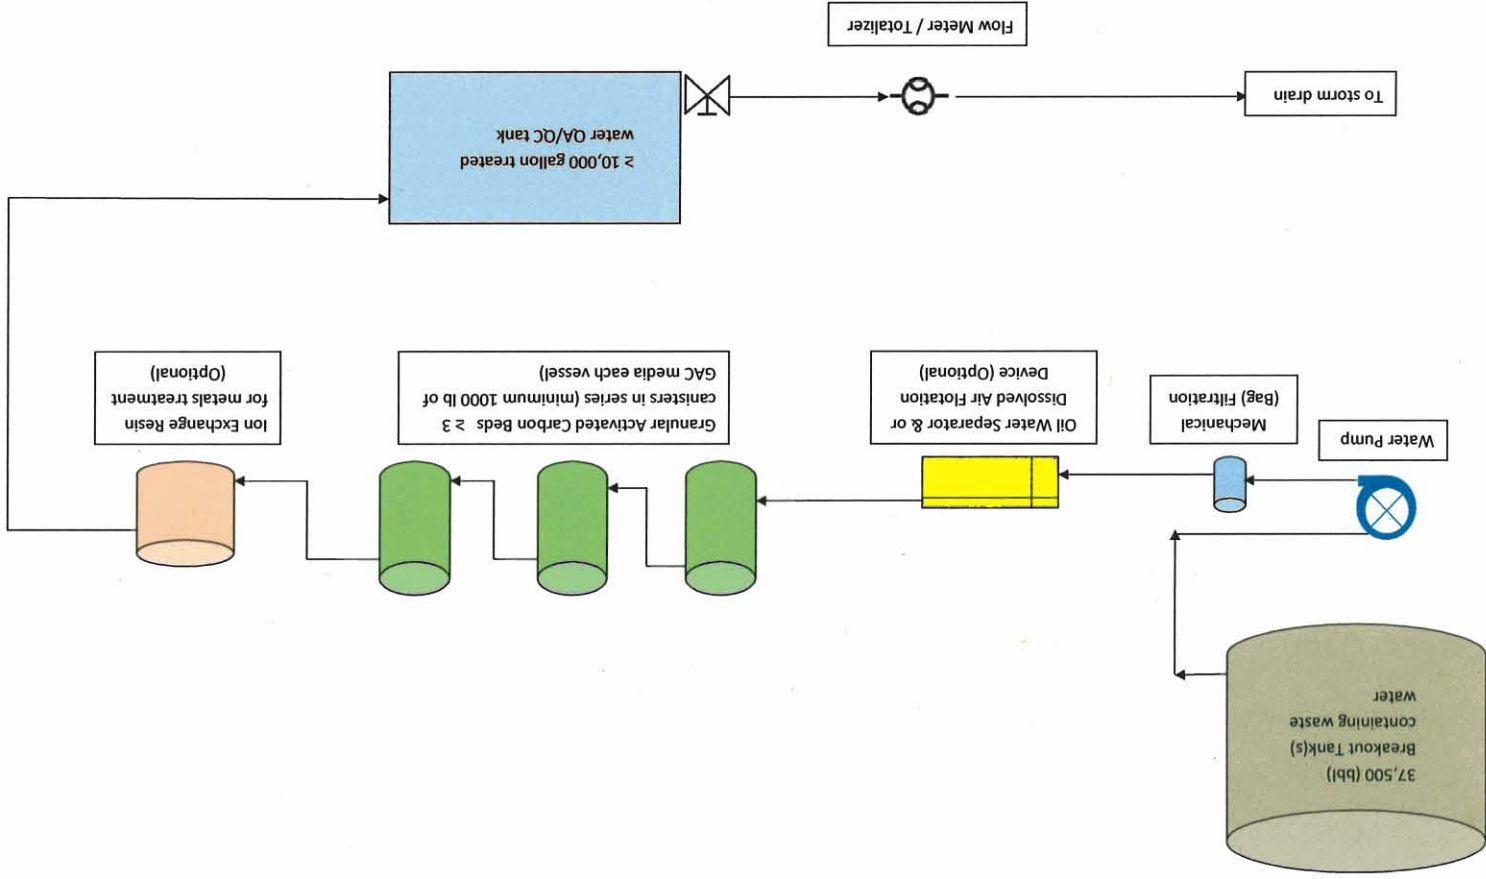 37,500 (bbl)
Breakout Tank(s)
containing waste
water
Water Pump
Mechanical
(Bag) Filtration
Oil Water Separator & or
Dissolved Air Flotation
Device (Optional)
Granular Activated Carbon Beds ≥ 3
canisters in series (minimum 1000 lb of
GAC media each vessel)
Ion Exchange Resin
for metals treatment
(Optional)
≥ 10,000 gallon treated
water QA/QC tank
To storm drain
Flow Meter / Totalizer